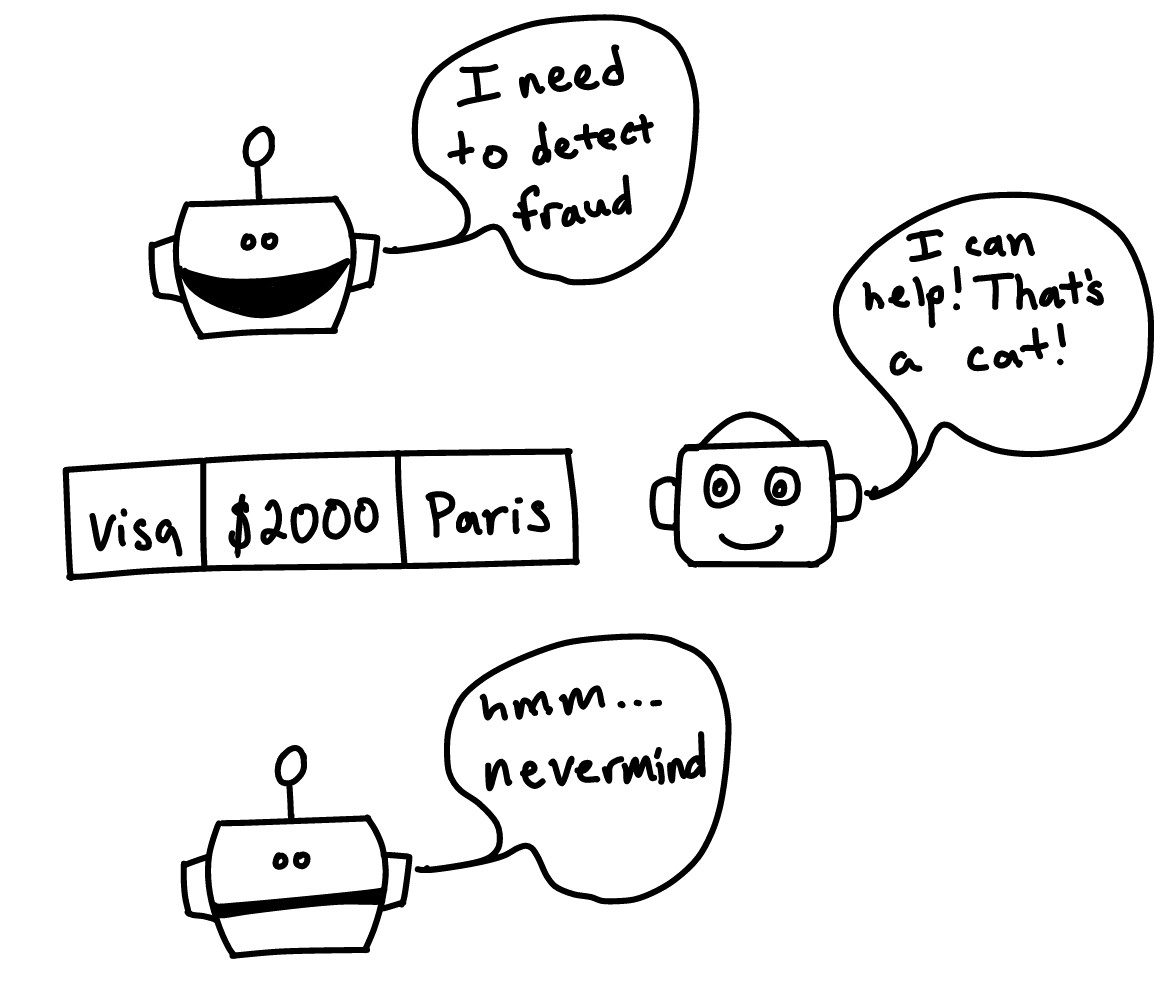 I need
to detect
fraud
I can
help! That's
a cat!
Visa $2000 Paris
hmm...
nevermind